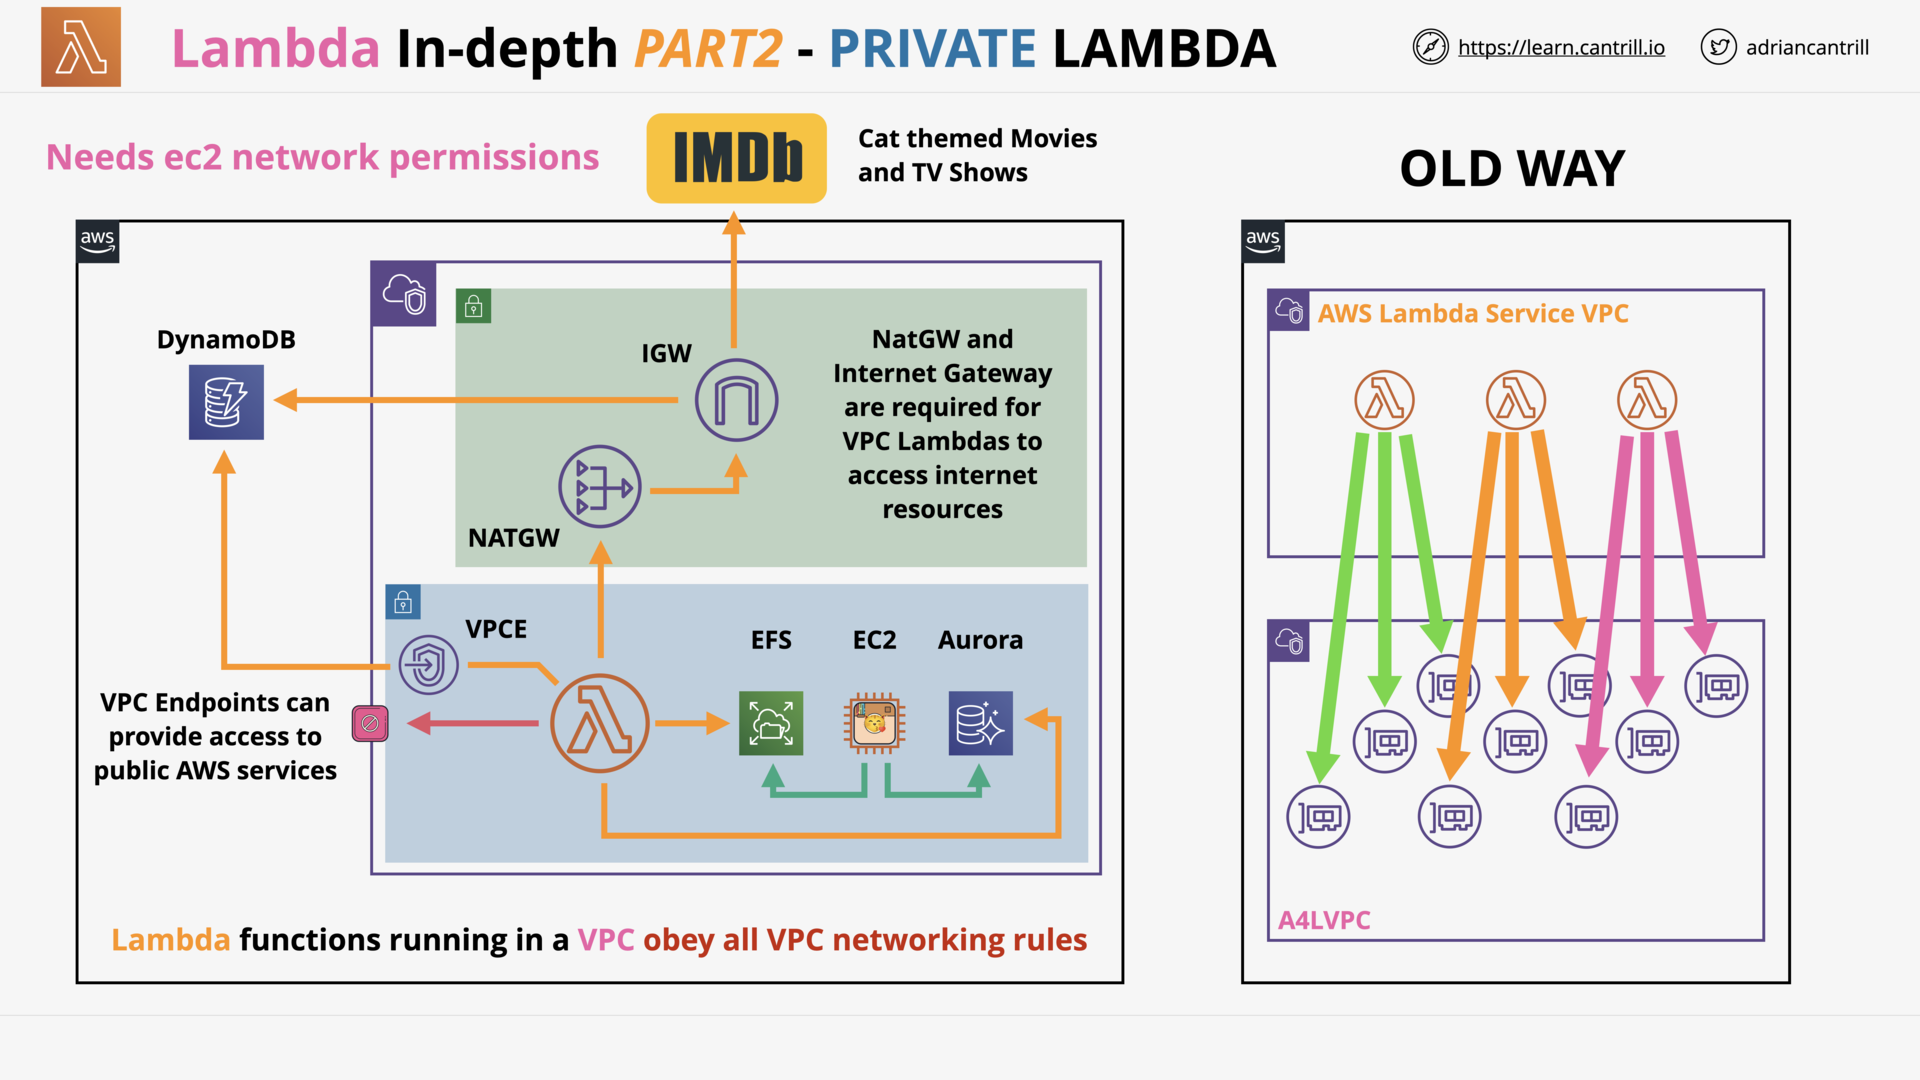 Lambda In-depth PART2 - PRIVATE LAMBDA
https://learn.cantrill.io
adriancantrill
Needs ec2 network permissions
IMDb
Cat themed Movies
and TV Shows
OLD WAY
aws
DynamoDB
IGW
NatGW and
Internet Gateway
are required for
VPC Lambdas to
access internet
resources
NATGW
VPCE
EFS
EC2
Aurora
VPC Endpoints can
provide access to
public AWS services
Lambda functions running in a VPC obey all VPC networking rules
aws
AWS Lambda Service VPC
A4LVPC